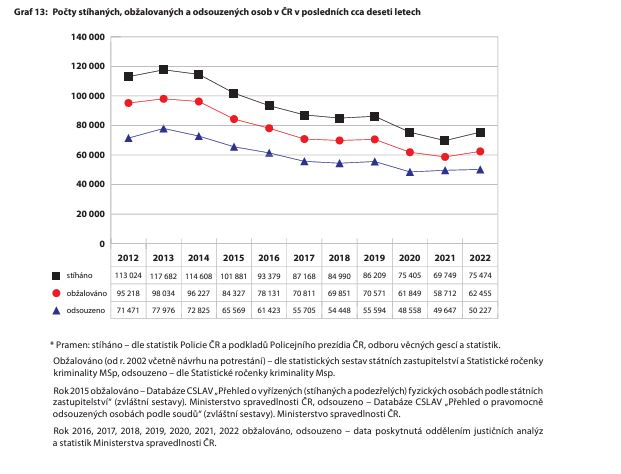 Graf 13: Počty stíhaných, obžalovaných a odsouzených osob v ČR v posledních cca deseti letech
140 000
120 000
100 000
80 000
60 000
40 000
20 000
0
2012 2013 2014 2015 2016 2017 2018 2019 2020 2021 2022
stíháno 113 024 117 682 114 608 101 881 93 379 87 168 84 990 86 209 75 405 69 749 75 474
obžalováno 95 218 98 034 96 227 84 327 78 131 70 811 69 851 70 571 61 849 58 712 62 455
odsouzeno 71 471 77 976 72 825 65 569 61 423 55 705 54 448 55 594 48 558 49 647 50 227
* Pramen: stíháno – dle statistik Policie ČR a podkladů Policejního prezídia ČR, odboru věcných gescí a statistik.
Obžalováno (od r. 2002 včetně návrhu na potrestání) – dle statistických sestav státních zastupitelství a Statistické ročenky
kriminality MSp, odsouzeno – dle Statistické ročenky kriminality Msp.
Rok 2015 obžalováno – Databáze CSLAV „Přehled o vyřízených (stíhaných a podezřelých) fyzických osobách podle státních
zastupitelství“ (zvláštní sestavy). Ministerstvo spravedlnosti ČR, odsouzeno – Databáze CSLAV „Přehled o pravomocně
odsouzených osobách podle soudů“ (zvláštní sestavy). Ministerstvo spravedlnosti ČR.
Rok 2016, 2017, 2018, 2019, 2020, 2021, 2022 obžalováno, odsouzeno – data poskytnutá oddělením justičních analýz
a statistik Ministerstva spravedlnosti ČR.